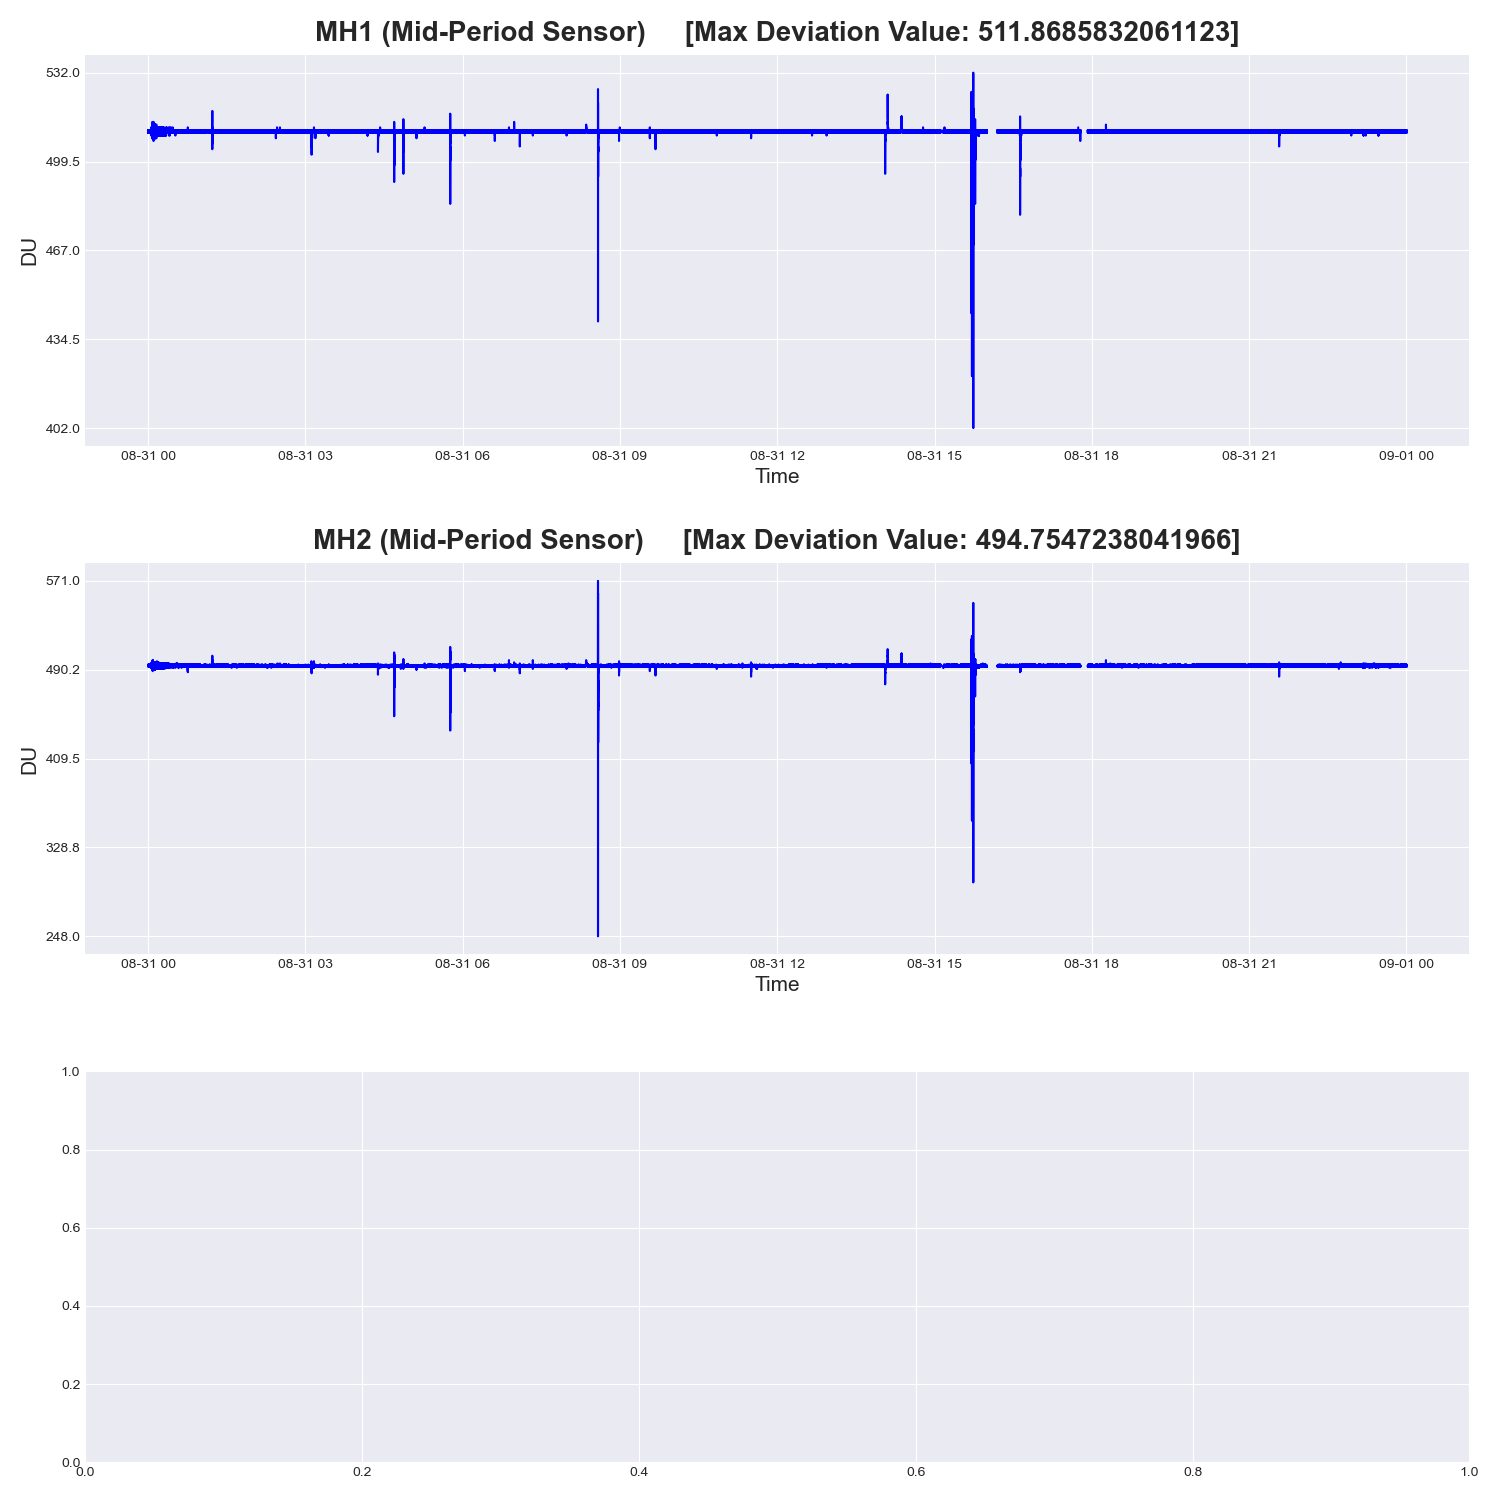 MH1 (Mid-Period Sensor) [Max Deviation Value: 511.8685832061123]
532.0
499.5
467.0
434.5
402.0
DU
08-31 00 08-31 03 08-31 06 08-31 09 08-31 12 08-31 15 08-31 18 08-31 21 09-01 00
Time
MH2 (Mid-Period Sensor) [Max Deviation Value: 494.7547238041966]
571.0
490.2
409.5
328.8
248.0
DU
08-31 00 08-31 03 08-31 06 08-31 09 08-31 12 08-31 15 08-31 18 08-31 21 09-01 00
Time
1.0
0.8
0.6
0.4
0.2
0.0
0.0 0.2 0.4 0.6 0.8 1.0